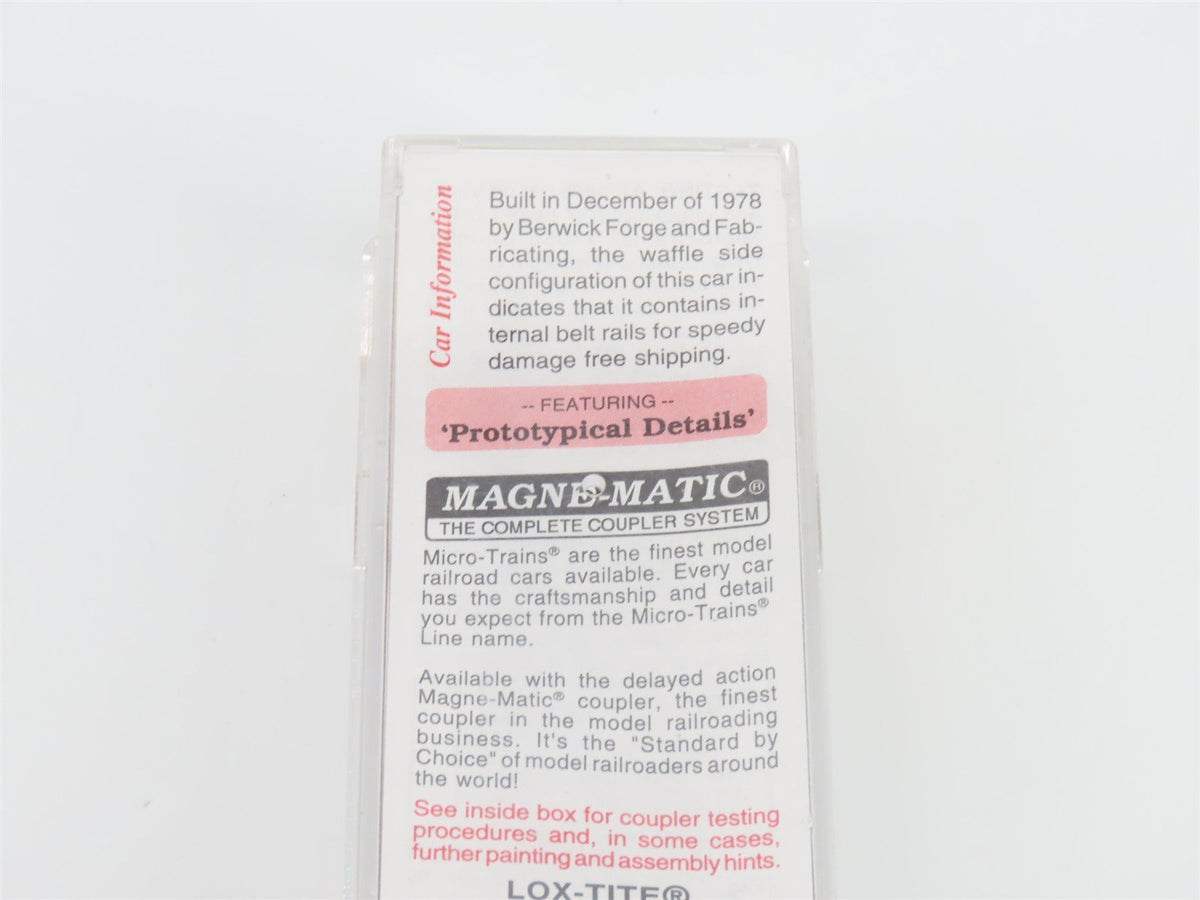 Car Information
Built in December of 1978
by Berwick Forge and Fab-
ricating, the waffle side
configuration of this car in-
dicates that it contains in-
ternal belt rails for speedy
damage free shipping.
-- FEATURING --
'Prototypical Details'
MAGNE-MATIC®
THE COMPLETE COUPLER SYSTEM
Micro-Trains® are the finest model
railroad cars available. Every car
has the craftsmanship and detail
you expect from the Micro-Trains®
Line name.
Available with the delayed action
Magne-Matic® coupler, the finest
coupler in the model railroading
business. It's the "Standard by
Choice" of model railroaders around
the world!
See inside box for coupler testing
procedures and, in some cases,
further painting and assembly hints.
LOX-TITE®